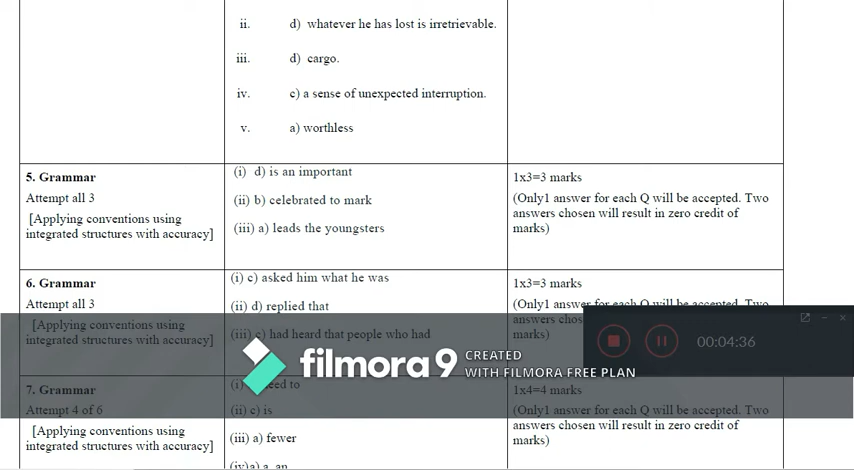 ii. d) whatever he has lost is irretrievable.
iii. d) cargo.
iv. c) a sense of unexpected interruption.
v. a) worthless
5. Grammar
Attempt all 3
[Applying conventions using
integrated structures with accuracy]
(i) d) is an important
(ii) b) celebrated to mark
(iii) a) leads the youngsters
1x3=3 marks
(Only1 answer for each Q will be accepted. Two
answers chosen will result in zero credit of
marks)
6. Grammar
Attempt all 3
[Applying conventions using
integrated structures with accuracy]
(i) c) asked him what he was
(ii) d) replied that
(iii) c) had heard that people who had
1x3=3 marks
(Only1 answer for each Q will be accepted. Two
answers
marks)
00:04:36
filmora9 CREATED
WITH FILMORA FREE PLAN
7. Grammar
Attempt 4 of 6
[Applying conventions using
integrated structures with accuracy]
(i) to
(ii) c) is
(iii) a) fewer
(iv)a) a, an
1x4=4 marks
(Only1 answer for each Q will be accepted. Two
answers chosen will result in zero credit of
marks)